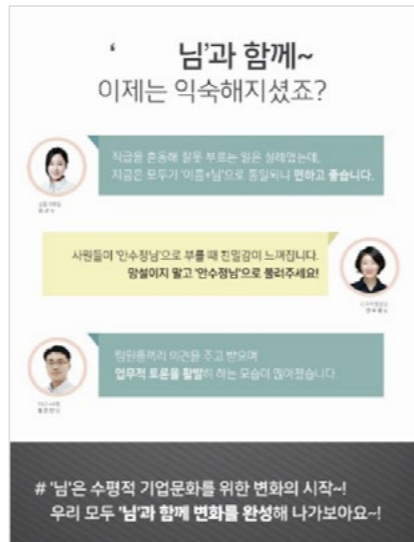 ‘ 님’과 함께~
이제는 익숙해지셨죠?
직급을 혼동해 잘못 부르는 일은 실례였는데,
지금은 모두가 '이름+님'으로 통일되니 편하고 좋습니다.
사원들이 '안수정님'으로 부를 때 친밀감이 느껴집니다.
망설이지 말고 '안수정님'으로 불러주세요!
팀원들끼리 의견을 주고 받으며
업무적 토론을 활발히 하는 모습이 많아졌습니다.
# '님'은 수평적 기업문화를 위한 변화의 시작~!
우리 모두 '님'과 함께 변화를 완성해 나가보아요~!